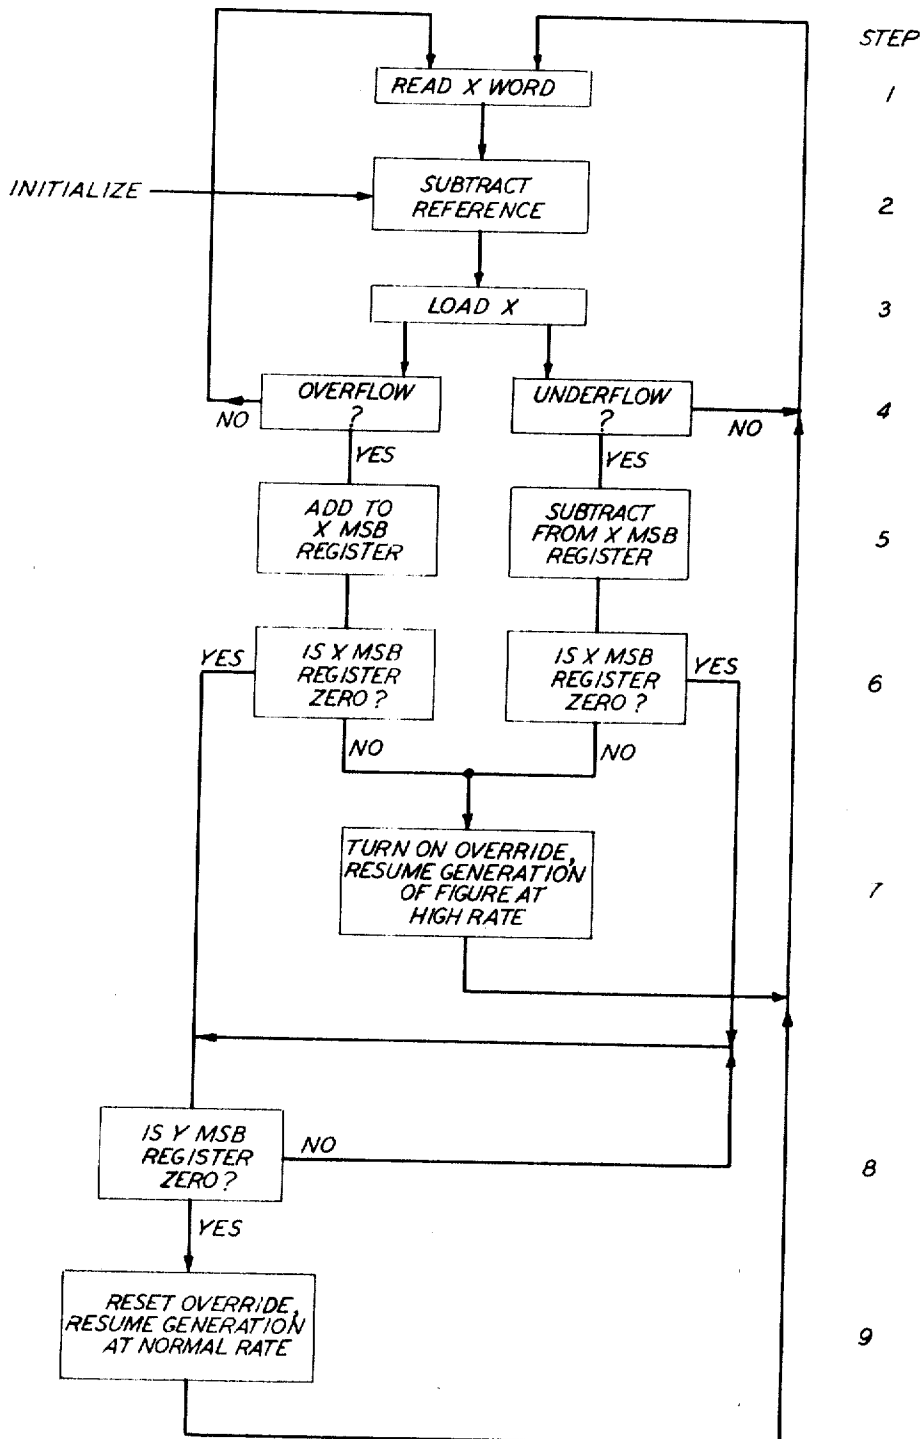 STEP
READ X WORD
1
INITIALIZE
SUBTRACT
REFERENCE
2
LOAD X
3
OVERFLOW
?
NO
UNDERFLOW
?
NO
4
YES
YES
ADD TO
X MSB
REGISTER
SUBTRACT
FROM X MSB
REGISTER
5
YES
IS X MSB
REGISTER
ZERO?
IS X MSB
REGISTER
ZERO?
YES
6
NO
NO
TURN ON OVERRIDE,
RESUME GENERATION
OF FIGURE AT
HIGH RATE
7
IS Y MSB
REGISTER
ZERO?
NO
8
YES
RESET OVERRIDE,
RESUME GENERATION
AT NORMAL RATE
9